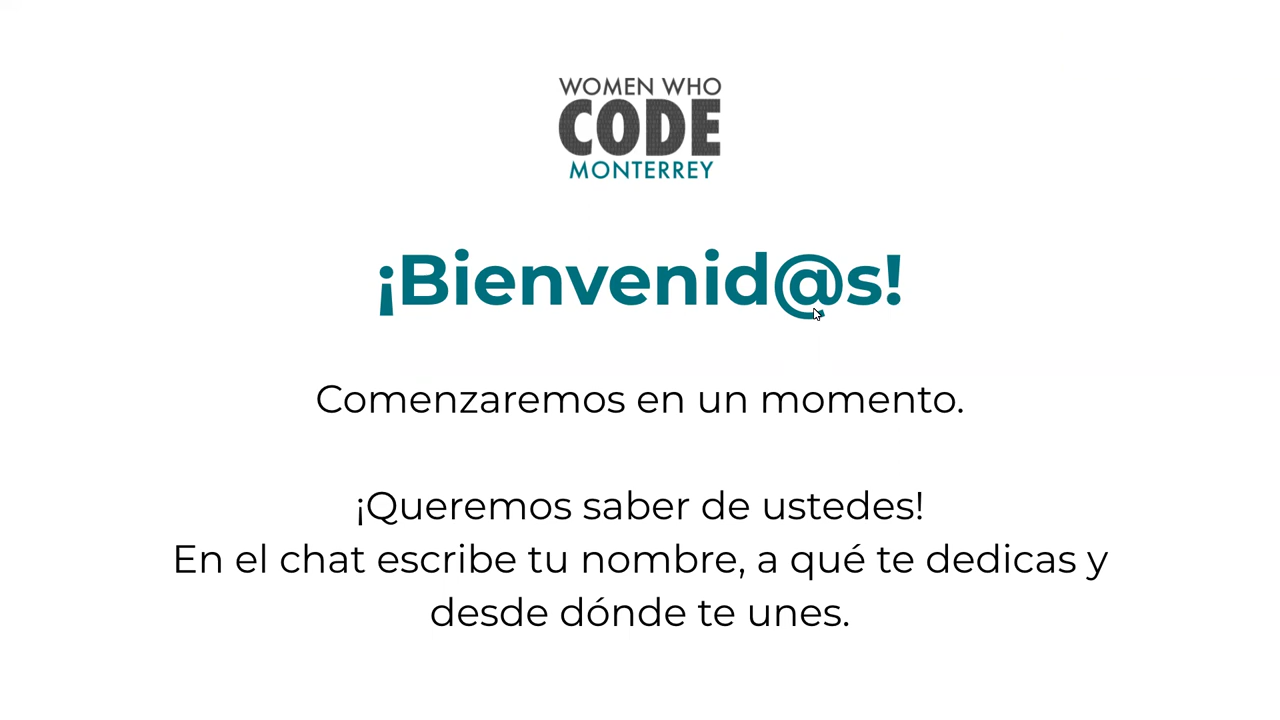 WOMEN WHO
CODE
MONTERREY
¡Bienvenid@s!
Comenzaremos en un momento.
¡Queremos saber de ustedes!
En el chat escribe tu nombre, a qué te dedicas y
desde dónde te unes.